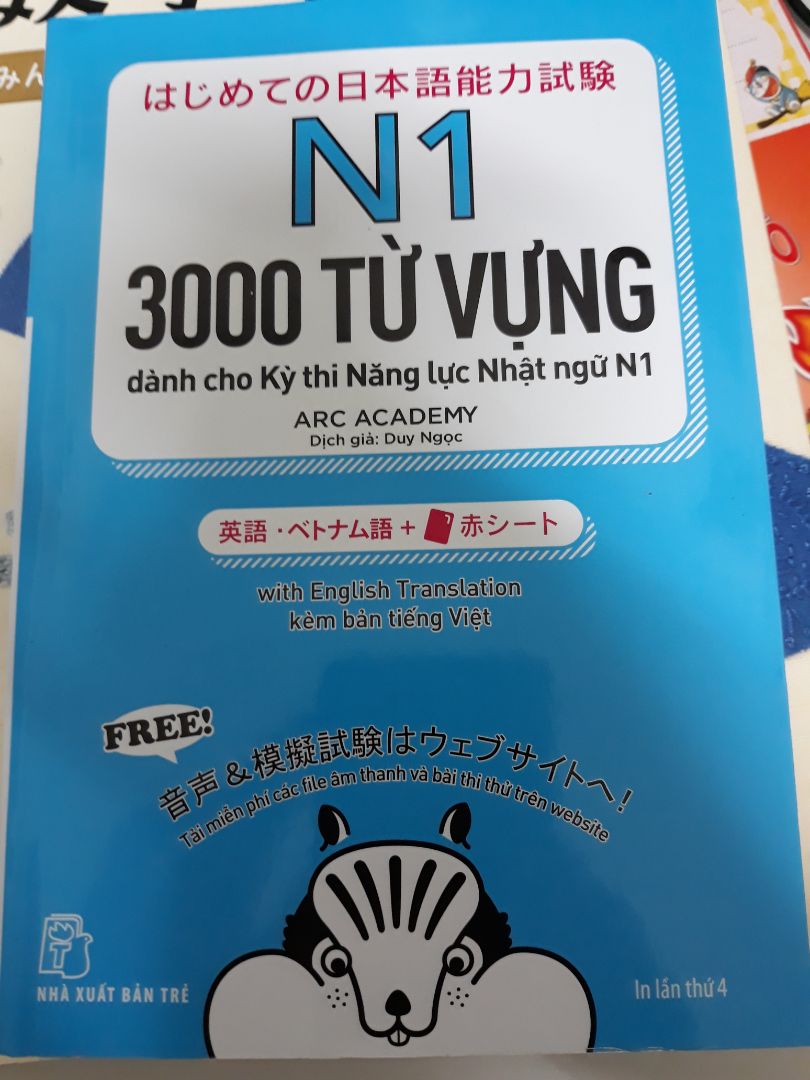 はじめての日本語能力試験
N1
3000 TỪ VỰNG
dành cho Kỳ thi Năng lực Nhật ngữ N1
ARC ACADEMY
Dịch giả: Duy Ngọc
英語・ベトナム語 + 赤シート
with English Translation
kèm bản tiếng Việt
FREE!
音声&模擬試験はウェブサイトへ!
Tải miễn phí các file âm thanh và bài thi thử trên website
NHÀ XUẤT BẢN TRẺ
In lần thứ 4